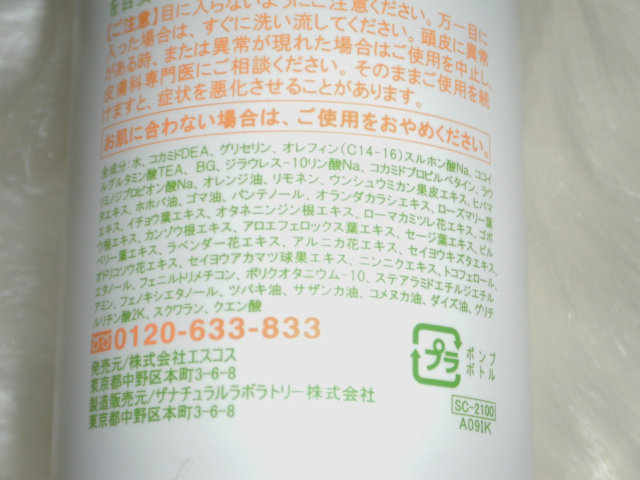 を目安
【ご注意】目に入らないようにご注意ください。万一目に
入った場合は、すぐに洗い流してください。頭皮に異常
がある時、または異常が現れた場合はご使用を中止し、
皮膚科専門医にご相談ください。そのままご使用を続
けますと、症状を悪化させることがあります。
お肌に合わない場合は、ご使用をおやめください。
全成分:水、コカミドDEA、グリセリン、オレフィン(C14-16)スルホン酸Na、ココイ
ルグルタミン酸TEA、BG、ジラウレス-10リン酸Na、コカミドプロピルベタイン、ラウ
リミノジプロピオン酸Na、オレンジ油、リモネン、ウンシュウミカン果皮エキス、ヒバマ
タエキス、ホホバ油、ゴマ油、パンテノール、オランダカラシエキス、ローズマリー葉
エキス、イチョウ葉エキス、オタネニンジン根エキス、ローマカミツレ花エキス、ゴボ
ウ根エキス、カンゾウ根エキス、アロエフェロックス葉エキス、セージ葉エキス、ビル
ベリー葉エキス、ラベンダー花エキス、アルニカ花エキス、セイヨウキズタエキス、
オドリコソウ花エキス、セイヨウアカマツ球果エキス、ニンニクエキス、トコフェロール、
エタノール、フェニルトリメチコン、ポリクオタニウム-10、ステアラミドエチルジエチル
アミン、フェノキシエタノール、ツバキ油、サザンカ油、コメヌカ油、ダイズ油、グリチ
ルリチン酸2K、スクワラン、クエン酸
0120-633-833
発売元/株式会社エスコス
東京都中野区本町3-6-8
製造販売元/ザナチュラルラボラトリー株式会社
東京都中野区本町3-6-8
プラ
ポンプ
ボトル
SC-2100
A09IK